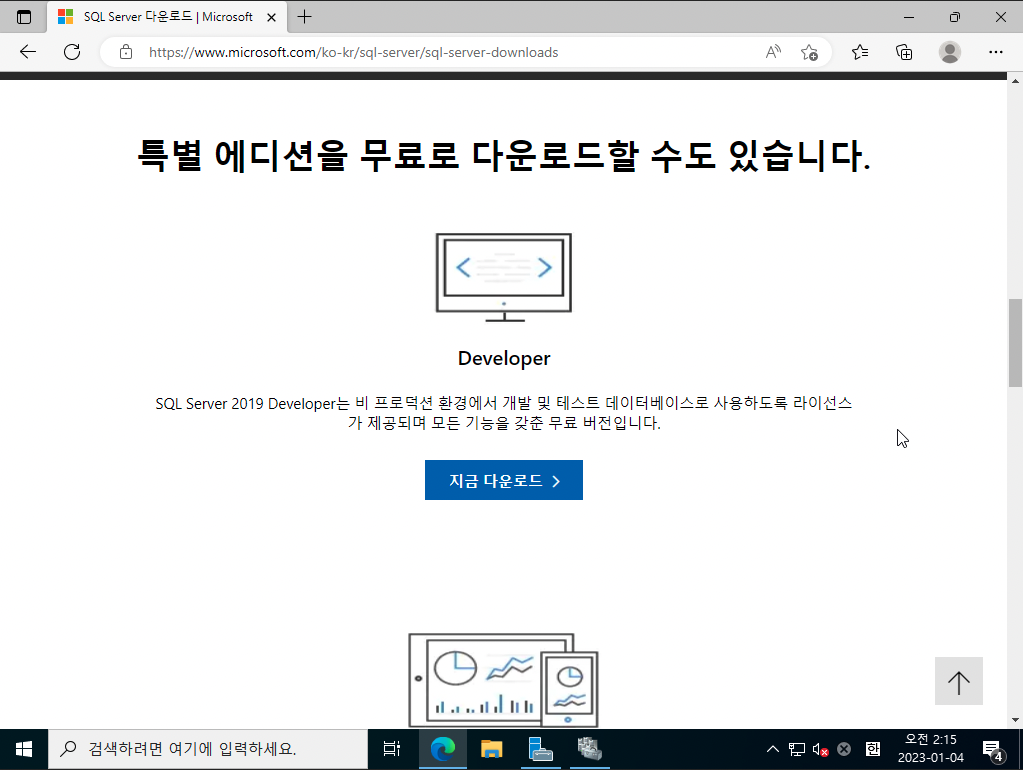 SQL Server 다운로드 | Microsoft
https://www.microsoft.com/ko-kr/sql-server/sql-server-downloads
특별 에디션을 무료로 다운로드할 수도 있습니다.
Developer
SQL Server 2019 Developer는 비 프로덕션 환경에서 개발 및 테스트 데이터베이스로 사용하도록 라이선스
가 제공되며 모든 기능을 갖춘 무료 버전입니다.
지금 다운로드
검색하려면 여기에 입력하세요.
한
오전 2:15
2023-01-04
4